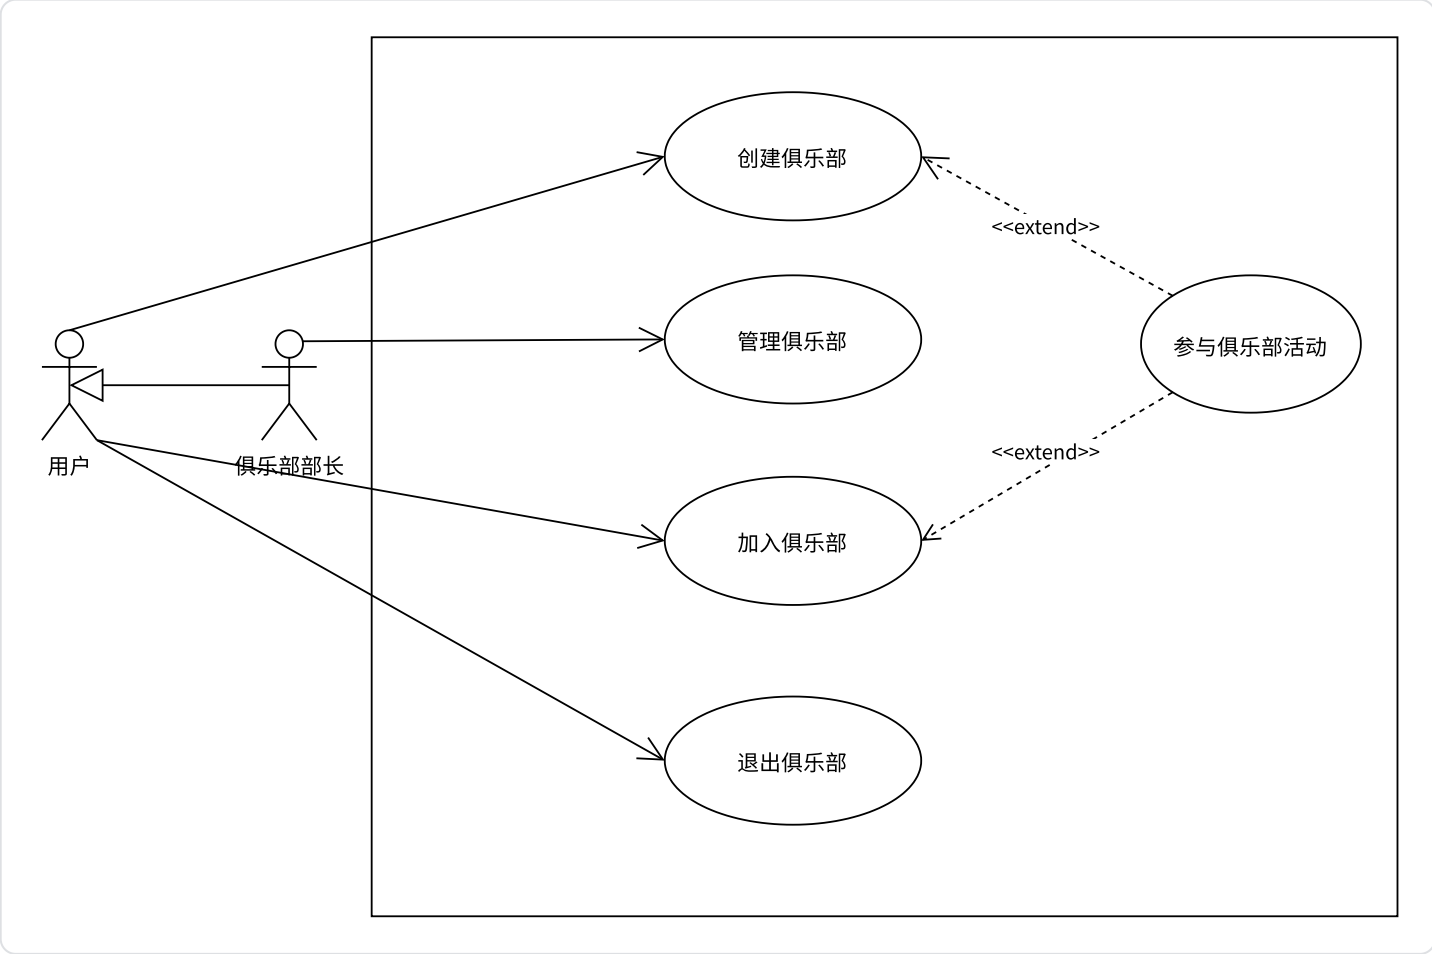 创建俱乐部
<<extend>>
管理俱乐部
参与俱乐部活动
用户
俱乐部部长
<<extend>>
加入俱乐部
退出俱乐部